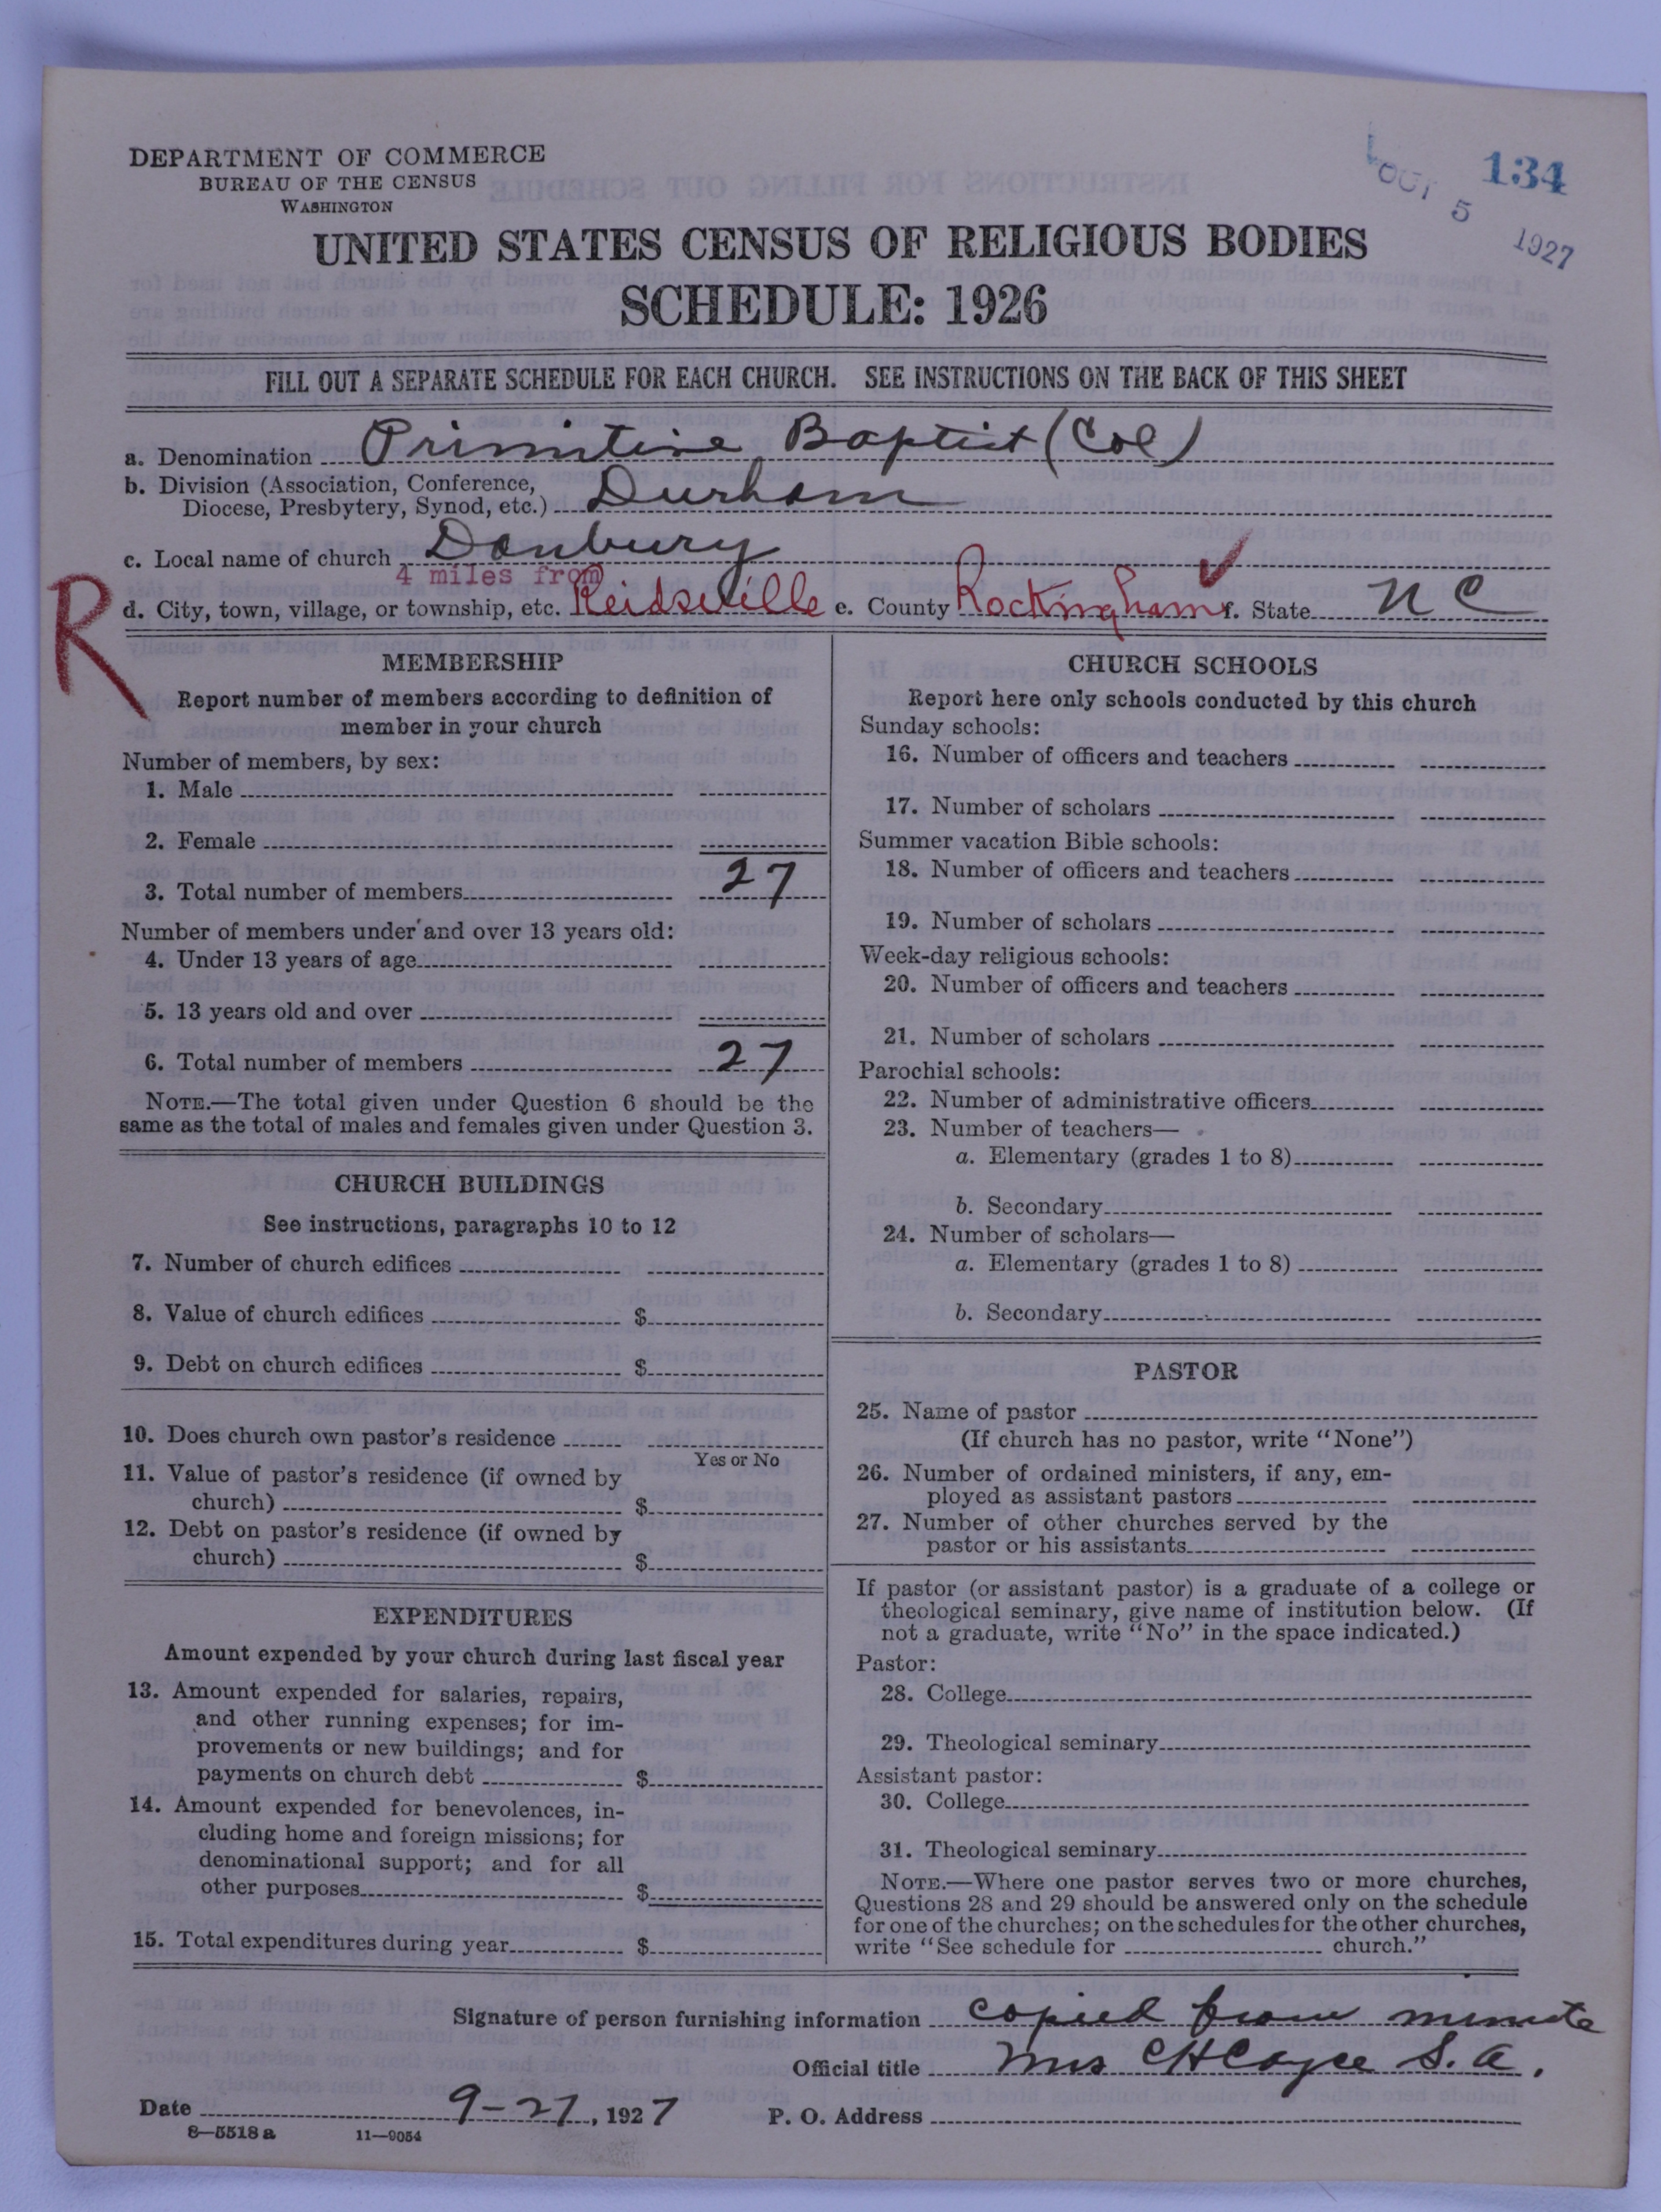 DEPARTMENT OF COMMERCE
BUREAU OF THE CENSUS
WASHINGTON
134
OCT 5 1927
UNITED STATES CENSUS OF RELIGIOUS BODIES
SCHEDULE: 1926
FILL OUT A SEPARATE SCHEDULE FOR EACH CHURCH. SEE INSTRUCTIONS ON THE BACK OF THIS SHEET
a. Denomination Primitive Baptist (Col)
b. Division (Association, Conference,
Diocese, Presbytery, Synod, etc.) Durham
c. Local name of church Danbury
4 miles from
R
d. City, town, village, or township, etc. Reidsville e. County Rockingham f. State N C
MEMBERSHIP
Report number of members according to definition of
member in your church
Number of members, by sex:
1. Male
2. Female
3. Total number of members 27
Number of members under and over 13 years old:
4. Under 13 years of age
5. 13 years old and over
6. Total number of members 27
NOTE.—The total given under Question 6 should be the
same as the total of males and females given under Question 3.
CHURCH BUILDINGS
See instructions, paragraphs 10 to 12
7. Number of church edifices
8. Value of church edifices $
9. Debt on church edifices $
10. Does church own pastor's residence
Yes or No
11. Value of pastor's residence (if owned by
church) $
12. Debt on pastor's residence (if owned by
church) $
EXPENDITURES
Amount expended by your church during last fiscal year
13. Amount expended for salaries, repairs,
and other running expenses; for im-
provements or new buildings; and for
payments on church debt $
14. Amount expended for benevolences, in-
cluding home and foreign missions; for
denominational support; and for all
other purposes $
15. Total expenditures during year $
CHURCH SCHOOLS
Report here only schools conducted by this church
Sunday schools:
16. Number of officers and teachers
17. Number of scholars
Summer vacation Bible schools:
18. Number of officers and teachers
19. Number of scholars
Week-day religious schools:
20. Number of officers and teachers
21. Number of scholars
Parochial schools:
22. Number of administrative officers
23. Number of teachers—
a. Elementary (grades 1 to 8)
b. Secondary
24. Number of scholars—
a. Elementary (grades 1 to 8)
b. Secondary
PASTOR
25. Name of pastor
(If church has no pastor, write "None")
26. Number of ordained ministers, if any, em-
ployed as assistant pastors
27. Number of other churches served by the
pastor or his assistants
If pastor (or assistant pastor) is a graduate of a college or
theological seminary, give name of institution below. (If
not a graduate, write "No" in the space indicated.)
Pastor:
28. College
29. Theological seminary
Assistant pastor:
30. College
31. Theological seminary
NOTE.—Where one pastor serves two or more churches,
Questions 28 and 29 should be answered only on the schedule
for one of the churches; on the schedules for the other churches,
write "See schedule for church."
Signature of person furnishing information copied from minute
Official title Mrs C H Cayce S. A.
Date 9-27, 1927 P. O. Address
8—5518 a 11—9054